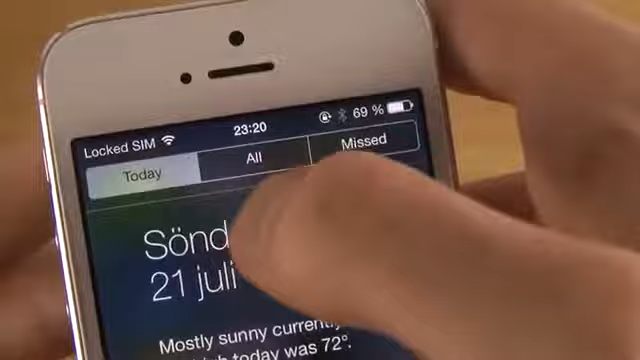 Locked SIM 23:20 69 %
Today All Missed
Sönd
21 juli
Mostly sunny currently
today was 72°.